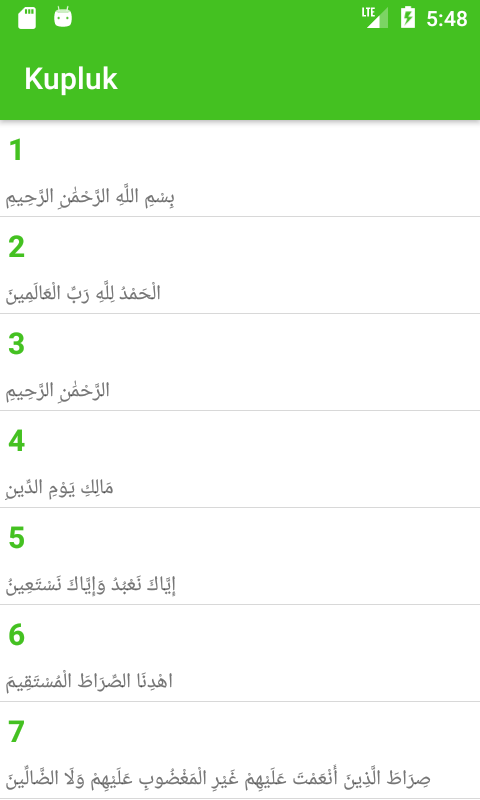 LTE 5:48
Kupluk
1
بِسْمِ اللَّهِ الرَّحْمَٰنِ الرَّحِيمِ
2
الْحَمْدُ لِلَّهِ رَبِّ الْعَالَمِينَ
3
الرَّحْمَٰنِ الرَّحِيمِ
4
مَالِكِ يَوْمِ الدِّينِ
5
إِيَّاكَ نَعْبُدُ وَإِيَّاكَ نَسْتَعِينُ
6
اهْدِنَا الصِّرَاطَ الْمُسْتَقِيمَ
7
صِرَاطَ الَّذِينَ أَنْعَمْتَ عَلَيْهِمْ غَيْرِ الْمَغْضُوبِ عَلَيْهِمْ وَلَا الضَّالِّينَ